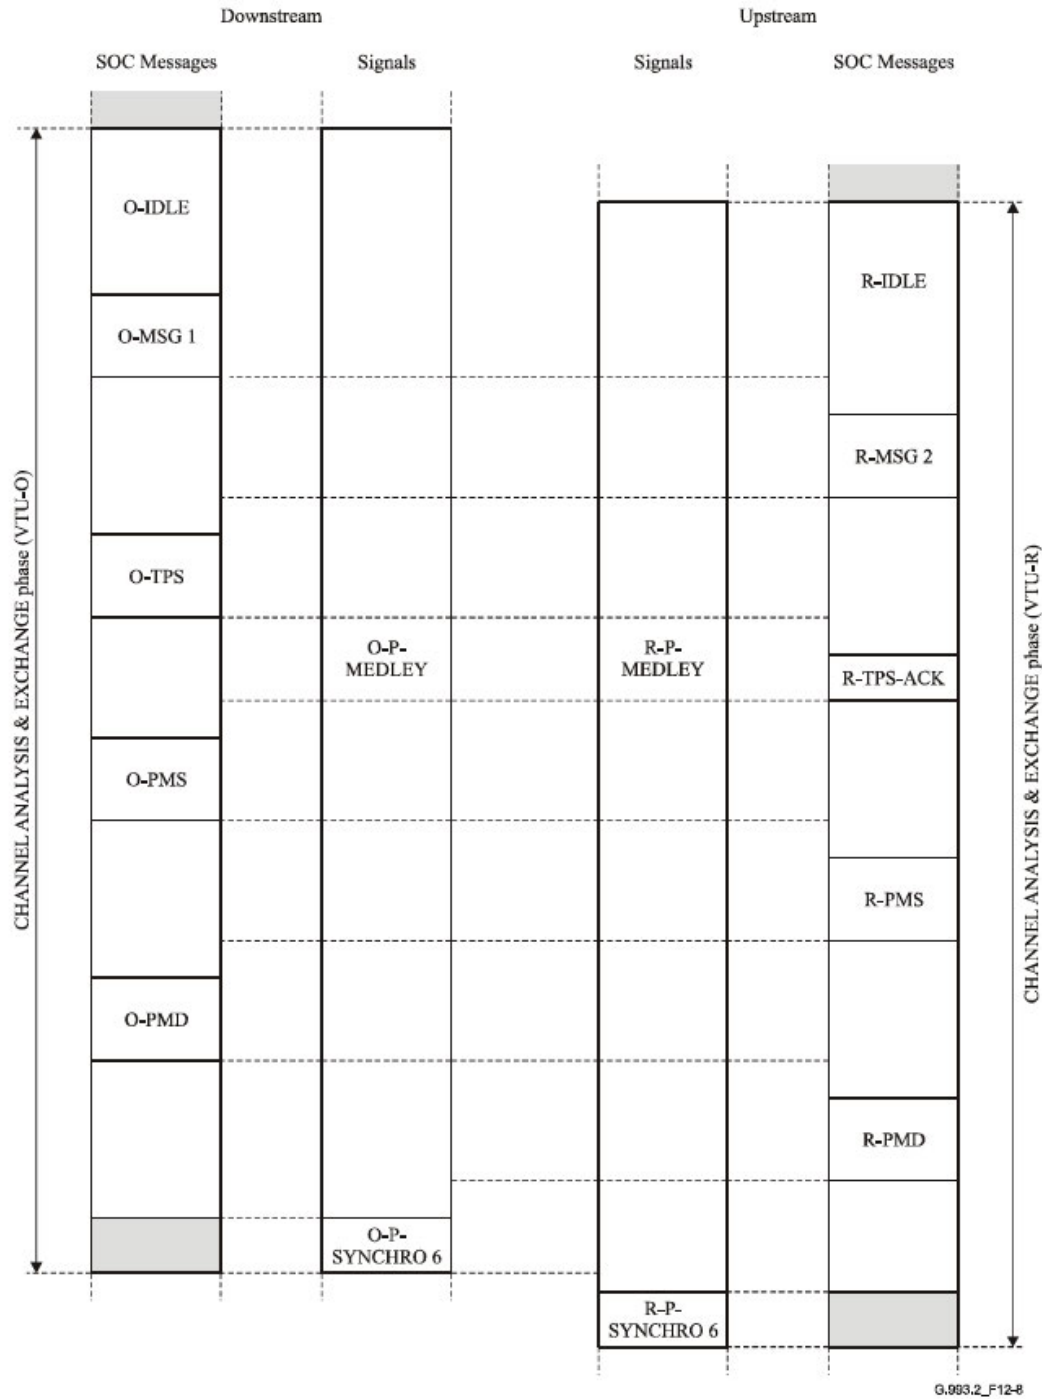 Downstream
Upstream
SOC Messages
Signals
Signals
SOC Messages
O-IDLE
R-IDLE
O-MSG 1
R-MSG 2
O-TPS
O-P-
MEDLEY
R-P-
MEDLEY
R-TPS-ACK
O-PMS
R-PMS
O-PMD
R-PMD
O-P-
SYNCHRO 6
R-P-
SYNCHRO 6
CHANNEL ANALYSIS & EXCHANGE phase (VTU-O)
CHANNEL ANALYSIS & EXCHANGE phase (VTU-R)
G.993.2_F12-8